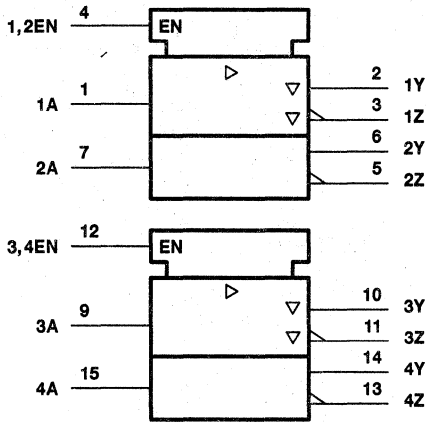 1,2EN 4 EN
1A 1 2 1Y
3 1Z
2A 7 6 2Y
5 2Z
3,4EN 12 EN
3A 9 10 3Y
11 3Z
4A 15 14 4Y
13 4Z